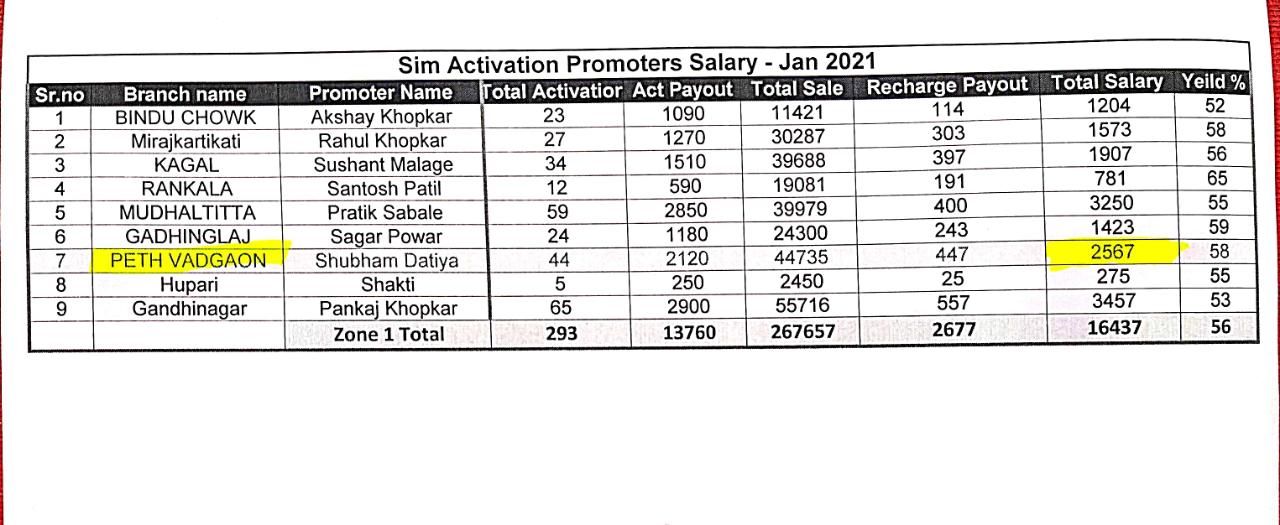 Sim Activation Promoters Salary - Jan 2021
Sr.no Branch name Promoter Name Total Activation Act Payout Total Sale Recharge Payout Total Salary Yeild %
1 BINDU CHOWK Akshay Khopkar 23 1090 11421 114 1204 52
2 Mirajkartikati Rahul Khopkar 27 1270 30287 303 1573 58
3 KAGAL Sushant Malage 34 1510 39688 397 1907 56
4 RANKALA Santosh Patil 12 590 19081 191 781 65
5 MUDHALTITTA Pratik Sabale 59 2850 39979 400 3250 55
6 GADHINGLAJ Sagar Powar 24 1180 24300 243 1423 59
7 PETH VADGAON Shubham Datiya 44 2120 44735 447 2567 58
8 Hupari Shakti 5 250 2450 25 275 55
9 Gandhinagar Pankaj Khopkar 65 2900 55716 557 3457 53
Zone 1 Total 293 13760 267657 2677 16437 56